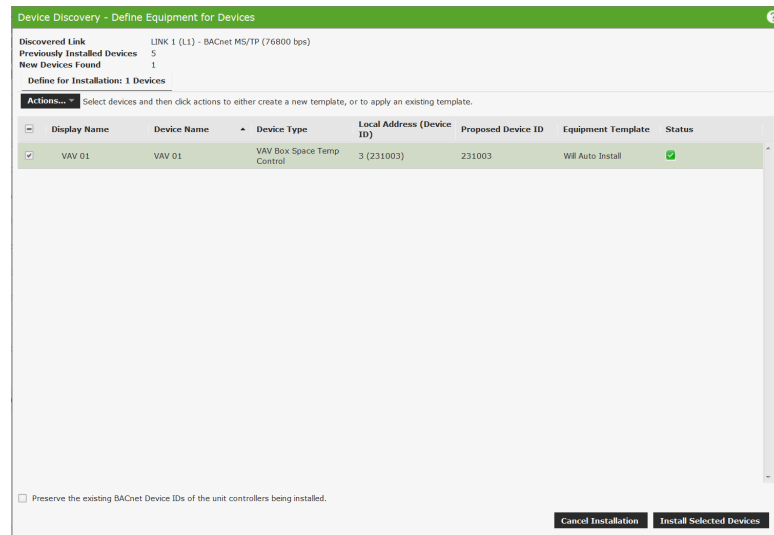 Device Discovery - Define Equipment for Devices
?
Discovered Link LINK 1 (L1) - BACnet MS/TP (76800 bps)
Previously Installed Devices 5
New Devices Found 1
Define for Installation: 1 Devices
Actions... Select devices and then click actions to either create a new template, or to apply an existing template.
Display Name Device Name Device Type Local Address (Device ID) Proposed Device ID Equipment Template Status
VAV 01 VAV 01 VAV Box Space Temp Control 3 (231003) 231003 Will Auto Install
Preserve the existing BACnet Device IDs of the unit controllers being installed.
Cancel Installation Install Selected Devices